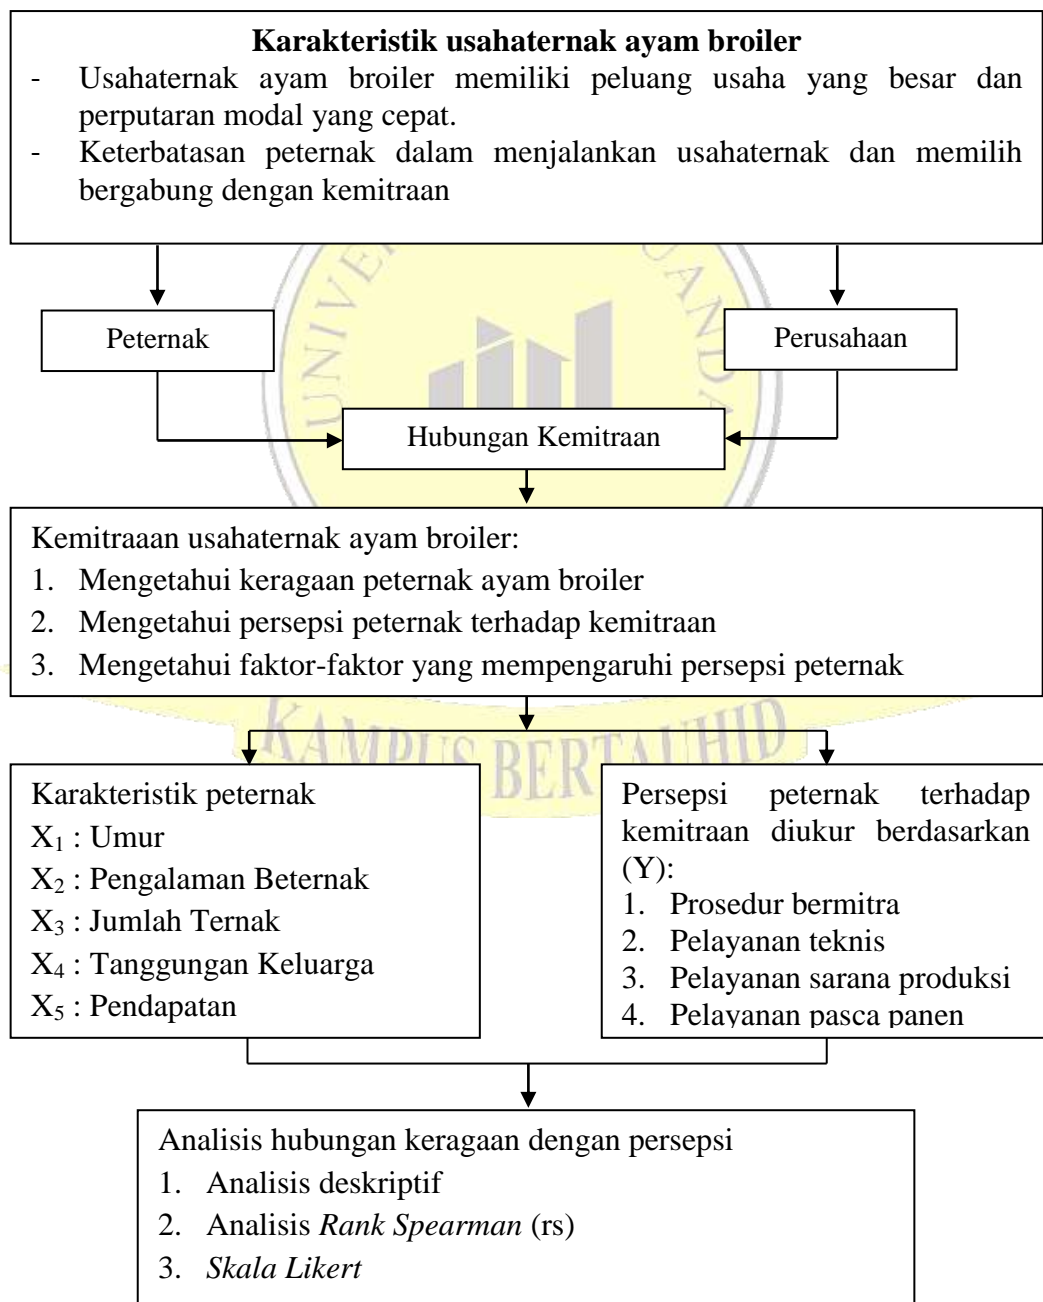 Karakteristik usahaternak ayam broiler
- Usahaternak ayam broiler memiliki peluang usaha yang besar dan
perputaran modal yang cepat.
- Keterbatasan peternak dalam menjalankan usahaternak dan memilih
bergabung dengan kemitraan
Peternak
Perusahaan
Hubungan Kemitraan
Kemitraaan usahaternak ayam broiler:
1. Mengetahui keragaan peternak ayam broiler
2. Mengetahui persepsi peternak terhadap kemitraan
3. Mengetahui faktor-faktor yang mempengaruhi persepsi peternak
KAMPUS BERTAUHID
Karakteristik peternak
X₁ : Umur
X₂ : Pengalaman Beternak
X₃ : Jumlah Ternak
X₄ : Tanggungan Keluarga
X₅ : Pendapatan
Persepsi peternak terhadap
kemitraan diukur berdasarkan
(Y):
1. Prosedur bermitra
2. Pelayanan teknis
3. Pelayanan sarana produksi
4. Pelayanan pasca panen
Analisis hubungan keragaan dengan persepsi
1. Analisis deskriptif
2. Analisis Rank Spearman (rs)
3. Skala Likert